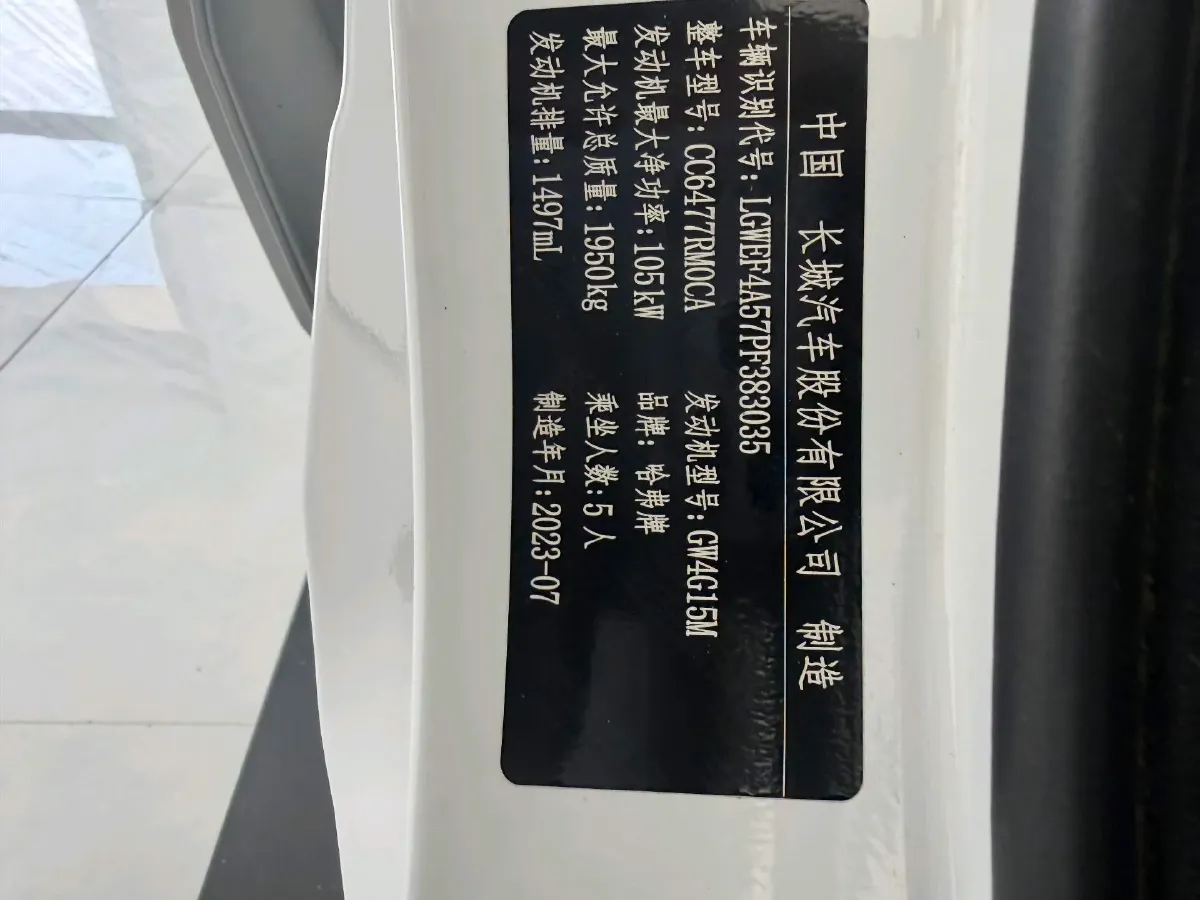 中国 长城汽车股份有限公司 制造
车辆识别代号:LGWEF4A57PF383035
整车型号:CC6477RM0CA 发动机型号:GW4G15M
发动机最大净功率:105kW 品牌:哈弗牌
最大允许总质量:1950kg 乘坐人数:5人
发动机排量:1497mL 制造年月:2023-07